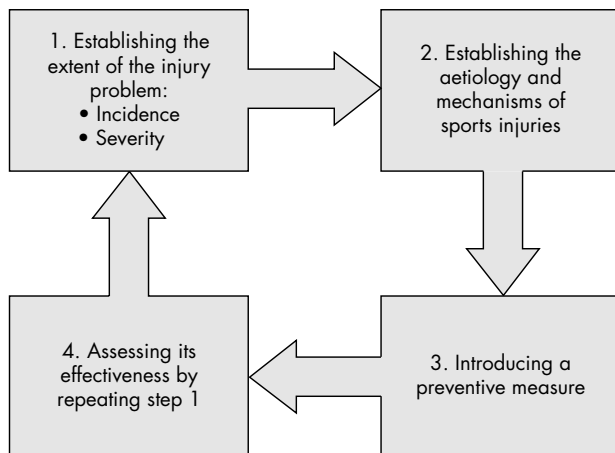 1. Establishing the
extent of the injury
problem:
• Incidence
• Severity
2. Establishing the
aetiology and
mechanisms of
sports injuries
3. Introducing a
preventive measure
4. Assessing its
effectiveness by
repeating step 1